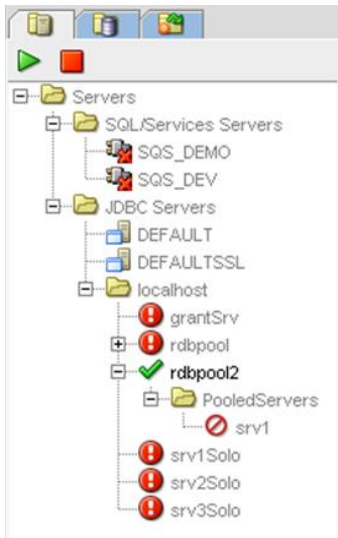 Servers
SQL/Services Servers
SQS_DEMO
SQS_DEV
JDBC Servers
DEFAULT
DEFAULTSSL
localhost
grantSrv
rdbpool
rdbpool2
PooledServers
srv1
srv1Solo
srv2Solo
srv3Solo